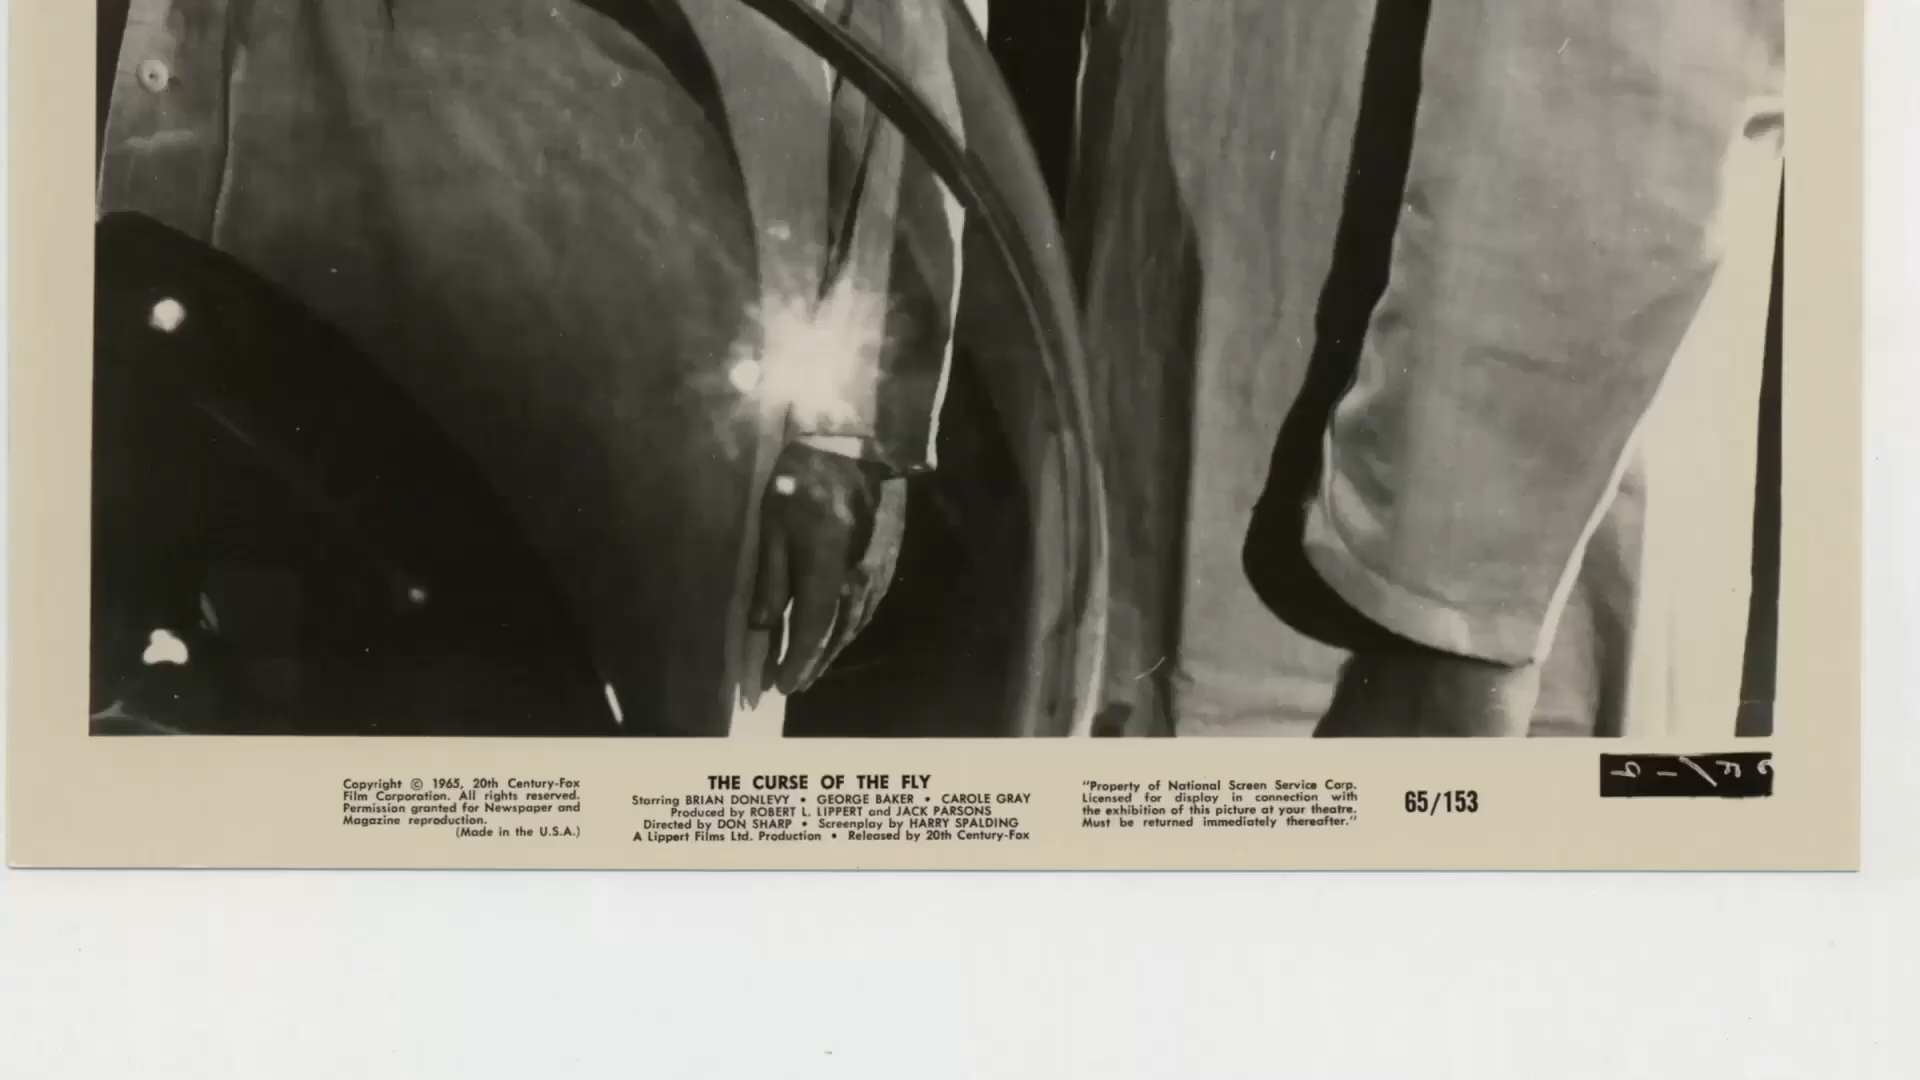 Copyright © 1965, 20th Century-Fox
Film Corporation. All rights reserved.
Permission granted for Newspaper and
Magazine reproduction.
(Made in the U.S.A.)
THE CURSE OF THE FLY
Starring BRIAN DONLEVY • GEORGE BAKER • CAROLE GRAY
Produced by ROBERT L. LIPPERT and JACK PARSONS
Directed by DON SHARP • Screenplay by HARRY SPALDING
A Lippert Films Ltd. Production • Released by 20th Century-Fox
"Property of National Screen Service Corp.
Licensed for display in connection with
the exhibition of this picture at your theatre.
Must be returned immediately thereafter."
65/153